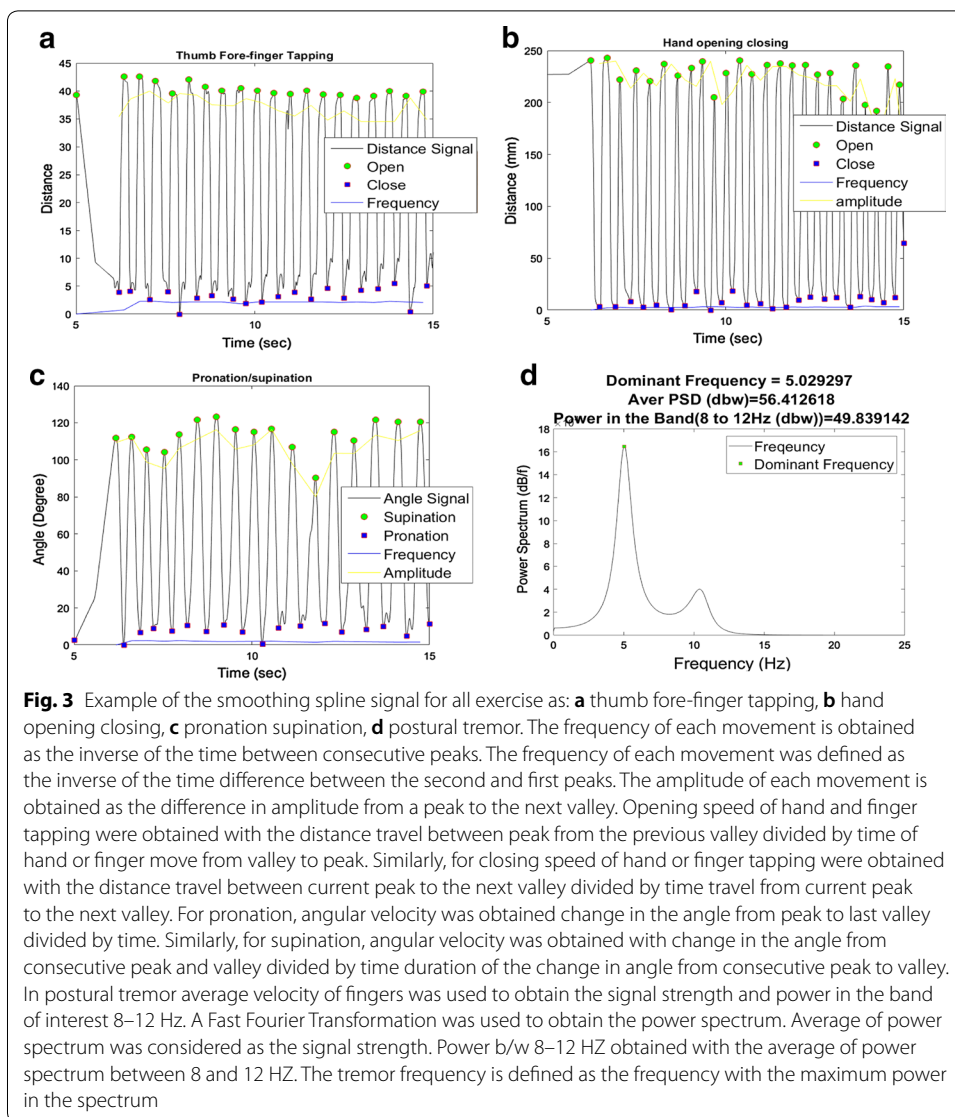 a
Thumb Fore-finger Tapping
45
40
35
30
25
20
15
10
5
0
Distance
Distance Signal
Open
Close
Frequency
5
10
15
Time (sec)
b
Hand opening closing
250
200
150
100
50
0
Distance (mm)
Distance Signal
Open
Close
Frequency
amplitude
5
10
15
Time (sec)
c
Pronation/supination
140
120
100
80
60
40
20
0
Angle (Degree)
Angle Signal
Supination
Pronation
Frequency
Amplitude
5
10
15
Time (sec)
d
Dominant Frequency = 5.029297
Aver PSD (dbw)=56.412618
Power in the Band(8 to 12Hz (dbw))=49.839142
18
16
14
12
10
8
6
4
2
0
Power Spectrum (dB/f)
Freqeuncy
Dominant Frequency
0
5
10
15
20
25
Frequency (Hz)
Fig. 3 Example of the smoothing spline signal for all exercise as: a thumb fore-finger tapping, b hand
opening closing, c pronation supination, d postural tremor. The frequency of each movement is obtained
as the inverse of the time between consecutive peaks. The frequency of each movement was defined as
the inverse of the time difference between the second and first peaks. The amplitude of each movement is
obtained as the difference in amplitude from a peak to the next valley. Opening speed of hand and finger
tapping were obtained with the distance travel between peak from the previous valley divided by time of
hand or finger move from valley to peak. Similarly, for closing speed of hand or finger tapping were obtained
with the distance travel between current peak to the next valley divided by time travel from current peak
to the next valley. For pronation, angular velocity was obtained change in the angle from peak to last valley
divided by time. Similarly, for supination, angular velocity was obtained with change in the angle from
consecutive peak and valley divided by time duration of the change in angle from consecutive peak to valley.
In postural tremor average velocity of fingers was used to obtain the signal strength and power in the band
of interest 8–12 Hz. A Fast Fourier Transformation was used to obtain the power spectrum. Average of power
spectrum was considered as the signal strength. Power b/w 8–12 HZ obtained with the average of power
spectrum between 8 and 12 HZ. The tremor frequency is defined as the frequency with the maximum power
in the spectrum